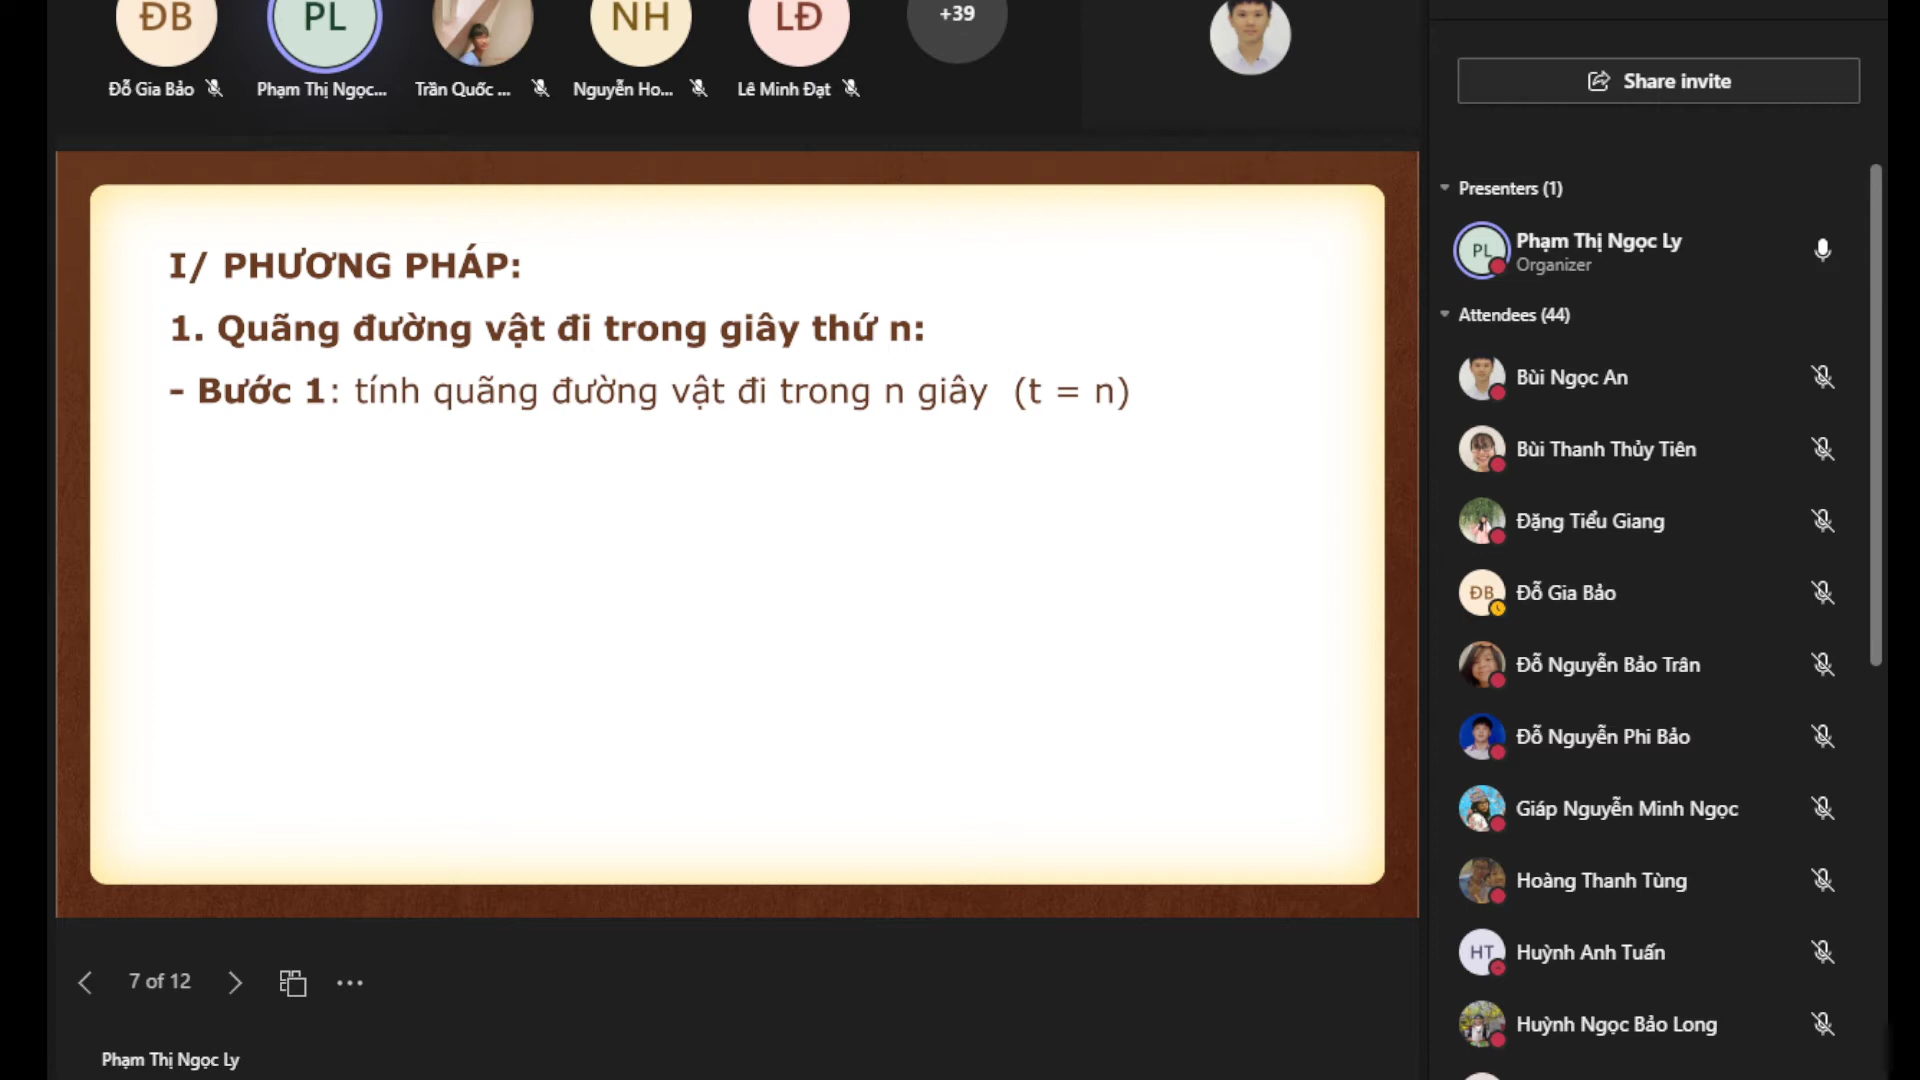 ĐB
PL
NH
LĐ
+39
Đỗ Gia Bảo
Phạm Thị Ngọc...
Trần Quốc ...
Nguyễn Ho...
Lê Minh Đạt
Share invite
Presenters (1)
PL
Phạm Thị Ngọc Ly
Organizer
Attendees (44)
Bùi Ngọc An
Bùi Thanh Thủy Tiên
Đặng Tiểu Giang
ĐB
Đỗ Gia Bảo
Đỗ Nguyễn Bảo Trân
Đỗ Nguyễn Phi Bảo
Giáp Nguyễn Minh Ngọc
Hoàng Thanh Tùng
HT
Huỳnh Anh Tuấn
Huỳnh Ngọc Bảo Long
I/ PHƯƠNG PHÁP:
1. Quãng đường vật đi trong giây thứ n:
- Bước 1: tính quãng đường vật đi trong n giây (t = n)
7 of 12
Phạm Thị Ngọc Ly